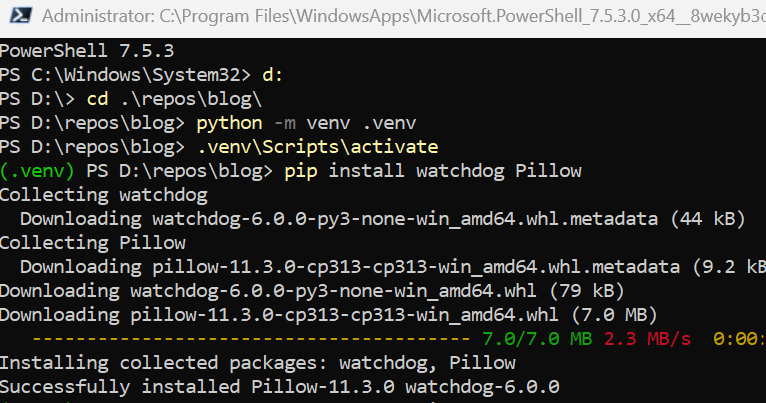 Administrator: C:\Program Files\WindowsApps\Microsoft.PowerShell_7.5.3.0_x64__8wekyb3d
PowerShell 7.5.3
PS C:\Windows\System32> d:
PS D:\> cd .\repos\blog\
PS D:\repos\blog> python -m venv .venv
PS D:\repos\blog> .venv\Scripts\activate
(.venv) PS D:\repos\blog> pip install watchdog Pillow
Collecting watchdog
  Downloading watchdog-6.0.0-py3-none-win_amd64.whl.metadata (44 kB)
Collecting Pillow
  Downloading pillow-11.3.0-cp313-cp313-win_amd64.whl.metadata (9.2 kB
Downloading watchdog-6.0.0-py3-none-win_amd64.whl (79 kB)
Downloading pillow-11.3.0-cp313-cp313-win_amd64.whl (7.0 MB)
   ---------------------------------------- 7.0/7.0 MB 2.3 MB/s  0:00:
Installing collected packages: watchdog, Pillow
Successfully installed Pillow-11.3.0 watchdog-6.0.0